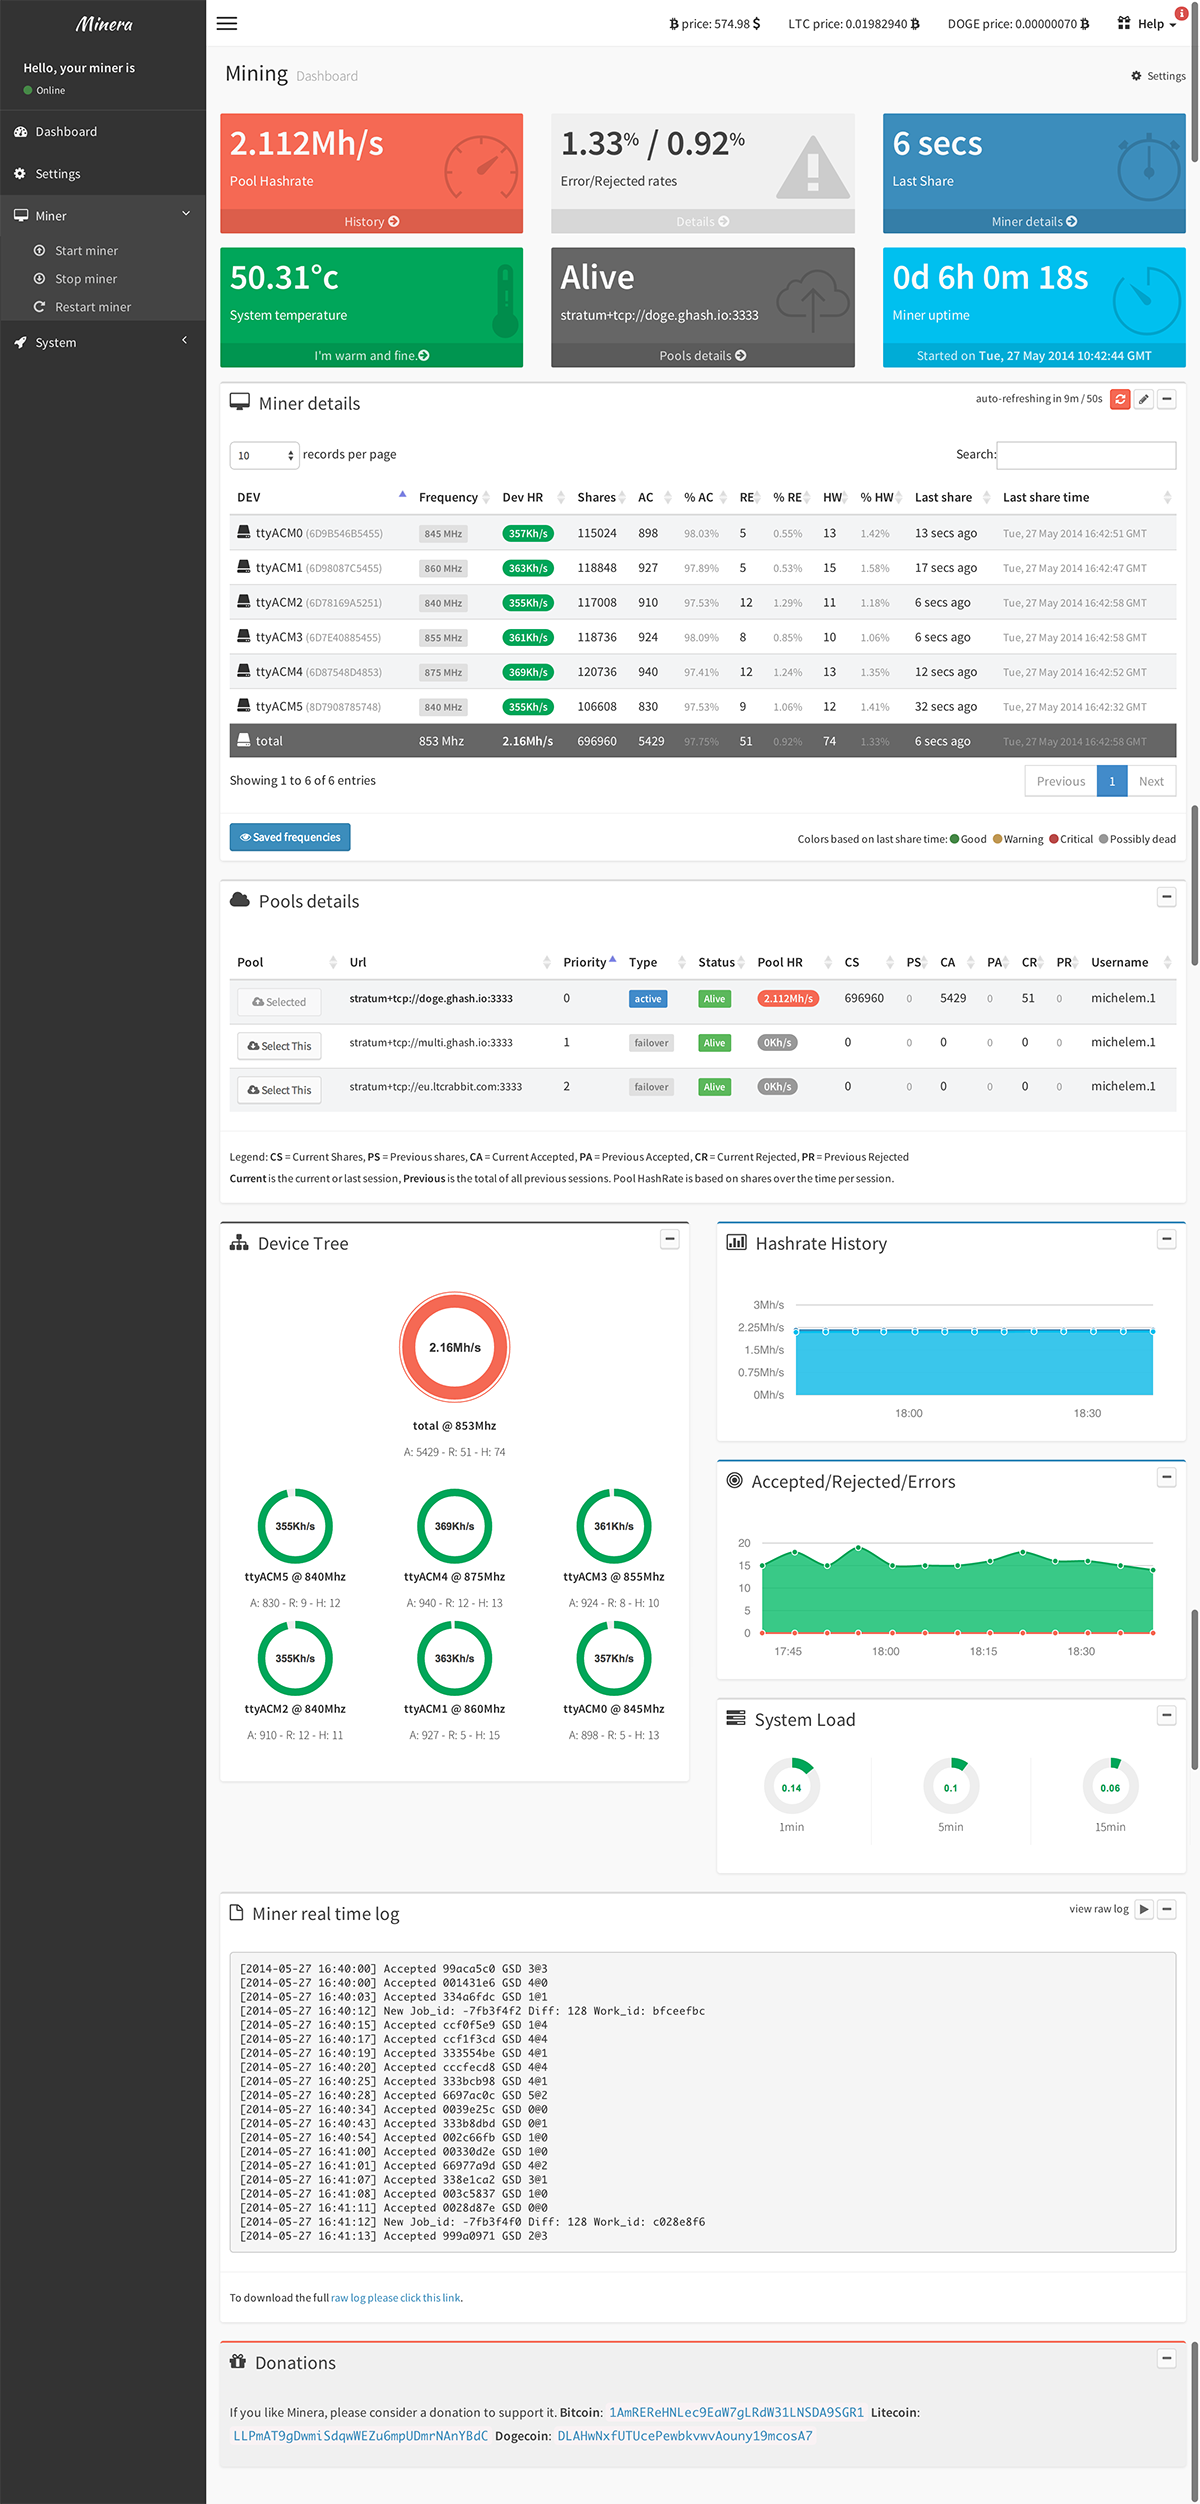 Minera
₿ price: 574.98 $ LTC price: 0.01982940 ₿ DOGE price: 0.00000070 ₿ Help
Hello, your miner is
Online
Dashboard
Settings
Miner
Start miner
Stop miner
Restart miner
System
Mining Dashboard
Settings
2.112Mh/s
Pool Hashrate
History
1.33% / 0.92%
Error/Rejected rates
Details
6 secs
Last Share
Miner details
50.31°c
System temperature
I'm warm and fine.
Alive
stratum+tcp://doge.ghash.io:3333
Pools details
0d 6h 0m 18s
Miner uptime
Started on Tue, 27 May 2014 10:42:44 GMT
Miner details
auto-refreshing in 9m / 50s
10 records per page
Search:
DEV Frequency Dev HR Shares AC % AC RE % RE HW % HW Last share Last share time
ttyACM0 (6D9B546B5455) 845 MHz 357Kh/s 115024 898 98.03% 5 0.55% 13 1.42% 13 secs ago Tue, 27 May 2014 16:42:51 GMT
ttyACM1 (6D98087C5455) 860 MHz 363Kh/s 118848 927 97.89% 5 0.53% 15 1.58% 17 secs ago Tue, 27 May 2014 16:42:47 GMT
ttyACM2 (6D78169A5251) 840 MHz 355Kh/s 117008 910 97.53% 12 1.29% 11 1.18% 6 secs ago Tue, 27 May 2014 16:42:58 GMT
ttyACM3 (6D7E40885455) 855 MHz 361Kh/s 118736 924 98.09% 8 0.85% 10 1.06% 6 secs ago Tue, 27 May 2014 16:42:58 GMT
ttyACM4 (6D87548D4853) 875 MHz 369Kh/s 120736 940 97.41% 12 1.24% 13 1.35% 12 secs ago Tue, 27 May 2014 16:42:52 GMT
ttyACM5 (8D7908785748) 840 MHz 355Kh/s 106608 830 97.53% 9 1.06% 12 1.41% 32 secs ago Tue, 27 May 2014 16:42:32 GMT
total 853 Mhz 2.16Mh/s 696960 5429 97.75% 51 0.92% 74 1.33% 6 secs ago Tue, 27 May 2014 16:42:58 GMT
Showing 1 to 6 of 6 entries
Previous 1 Next
Saved frequencies
Colors based on last share time: Good Warning Critical Possibly dead
Pools details
Pool Url Priority Type Status Pool HR CS PS CA PA CR PR Username
Selected stratum+tcp://doge.ghash.io:3333 0 active Alive 2.112Mh/s 696960 0 5429 0 51 0 michelem.1
Select This stratum+tcp://multi.ghash.io:3333 1 failover Alive 0Kh/s 0 0 0 0 0 0 michelem.1
Select This stratum+tcp://eu.ltcrabbit.com:3333 2 failover Alive 0Kh/s 0 0 0 0 0 0 michelem.1
Legend: CS = Current Shares, PS = Previous shares, CA = Current Accepted, PA = Previous Accepted, CR = Current Rejected, PR = Previous Rejected
Current is the current or last session, Previous is the total of all previous sessions. Pool HashRate is based on shares over the time per session.
Device Tree
2.16Mh/s
total @ 853Mhz
A: 5429 - R: 51 - H: 74
355Kh/s 369Kh/s 361Kh/s
ttyACM5 @ 840Mhz ttyACM4 @ 875Mhz ttyACM3 @ 855Mhz
A: 830 - R: 9 - H: 12 A: 940 - R: 12 - H: 13 A: 924 - R: 8 - H: 10
355Kh/s 363Kh/s 357Kh/s
ttyACM2 @ 840Mhz ttyACM1 @ 860Mhz ttyACM0 @ 845Mhz
A: 910 - R: 12 - H: 11 A: 927 - R: 5 - H: 15 A: 898 - R: 5 - H: 13
Hashrate History
3Mh/s
2.25Mh/s
1.5Mh/s
0.75Mh/s
0Mh/s
18:00 18:30
Accepted/Rejected/Errors
20
15
10
5
0
17:45 18:00 18:15 18:30
System Load
0.14 0.1 0.06
1min 5min 15min
Miner real time log
view raw log
[2014-05-27 16:40:00] Accepted 99aca5c0 GSD 3@3
[2014-05-27 16:40:00] Accepted 001431e6 GSD 4@0
[2014-05-27 16:40:03] Accepted 334a6fdc GSD 1@1
[2014-05-27 16:40:12] New Job_id: -7fb3f4f2 Diff: 128 Work_id: bfceefbc
[2014-05-27 16:40:15] Accepted ccf0f5e9 GSD 1@4
[2014-05-27 16:40:17] Accepted ccf1f3cd GSD 4@4
[2014-05-27 16:40:19] Accepted 333554be GSD 4@1
[2014-05-27 16:40:20] Accepted cccfecd8 GSD 4@4
[2014-05-27 16:40:25] Accepted 333bcb98 GSD 4@1
[2014-05-27 16:40:28] Accepted 6697ac0c GSD 5@2
[2014-05-27 16:40:34] Accepted 0039e25c GSD 0@0
[2014-05-27 16:40:43] Accepted 333b8dbd GSD 0@1
[2014-05-27 16:40:54] Accepted 002c66fb GSD 1@0
[2014-05-27 16:41:00] Accepted 00330d2e GSD 1@0
[2014-05-27 16:41:01] Accepted 66977a9d GSD 4@2
[2014-05-27 16:41:07] Accepted 338e1ca2 GSD 3@1
[2014-05-27 16:41:08] Accepted 003c5837 GSD 1@0
[2014-05-27 16:41:11] Accepted 0028d87e GSD 0@0
[2014-05-27 16:41:12] New Job_id: -7fb3f4f0 Diff: 128 Work_id: c028e8f6
[2014-05-27 16:41:13] Accepted 999a0971 GSD 2@3
To download the full raw log please click this link.
Donations
If you like Minera, please consider a donation to support it. Bitcoin: 1AmREReHNLec9EaW7gLRdW31LNSDA9SGR1 Litecoin:
LLPmAT9gDwmiSdqwWEZu6mpUDmrNAnYBdC Dogecoin: DLAHwNxfUTUcePewbkvwvAouny19mcosA7